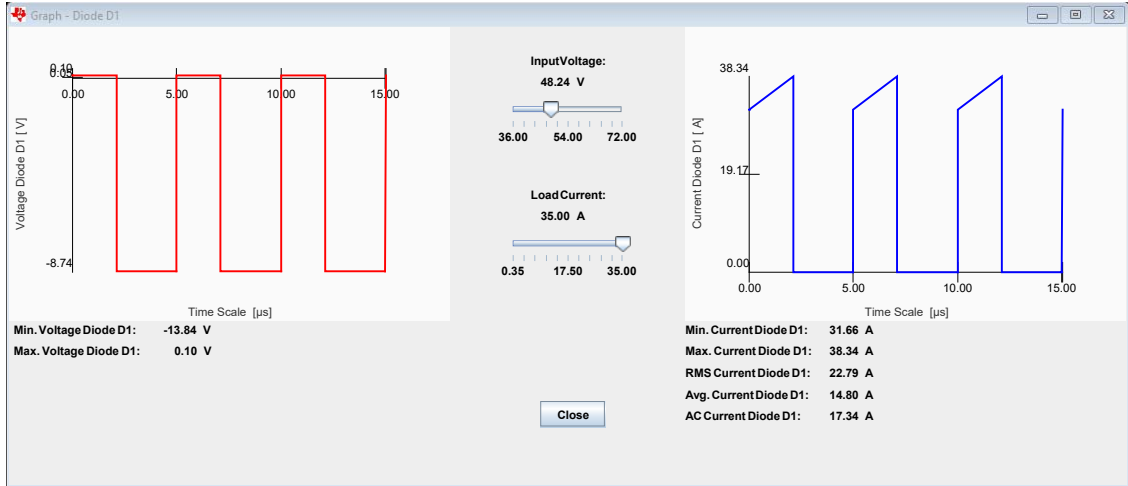 Graph - Diode D1
0.10
0.05
0.00 5.00 10.00 15.00
Voltage Diode D1 [ V]
-8.74
Time Scale [µs]
Min. Voltage Diode D1: -13.84 V
Max. Voltage Diode D1: 0.10 V
InputVoltage:
48.24 V
36.00 54.00 72.00
LoadCurrent:
35.00 A
0.35 17.50 35.00
Close
38.34
19.17
0.00
Current Diode D1 [ A]
0.00 5.00 10.00 15.00
Time Scale [µs]
Min. Current Diode D1: 31.66 A
Max. Current Diode D1: 38.34 A
RMS Current Diode D1: 22.79 A
Avg. Current Diode D1: 14.80 A
AC Current Diode D1: 17.34 A